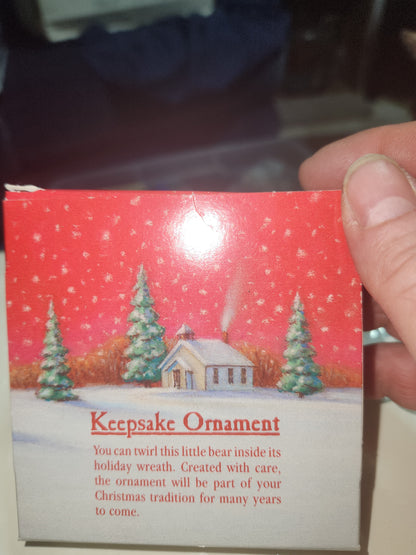 Keepsake Ornament
You can twirl this little bear inside its
holiday wreath. Created with care,
the ornament will be part of your
Christmas tradition for many years
to come.